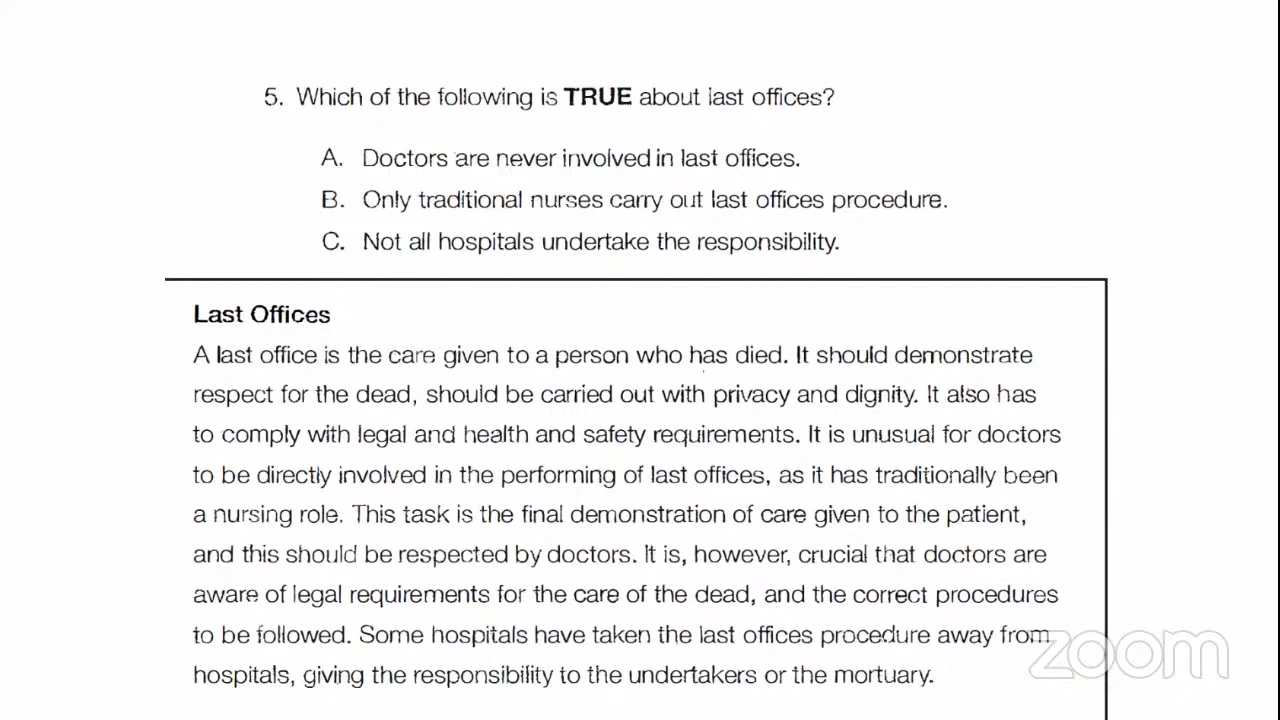 5. Which of the following is TRUE about last offices?
A. Doctors are never involved in last offices.
B. Only traditional nurses carry out last offices procedure.
C. Not all hospitals undertake the responsibility.
Last Offices
A last office is the care given to a person who has died. It should demonstrate
respect for the dead, should be carried out with privacy and dignity. It also has
to comply with legal and health and safety requirements. It is unusual for doctors
to be directly involved in the performing of last offices, as it has traditionally been
a nursing role. This task is the final demonstration of care given to the patient,
and this should be respected by doctors. It is, however, crucial that doctors are
aware of legal requirements for the care of the dead, and the correct procedures
to be followed. Some hospitals have taken the last offices procedure away from
hospitals, giving the responsibility to the undertakers or the mortuary.
zoom